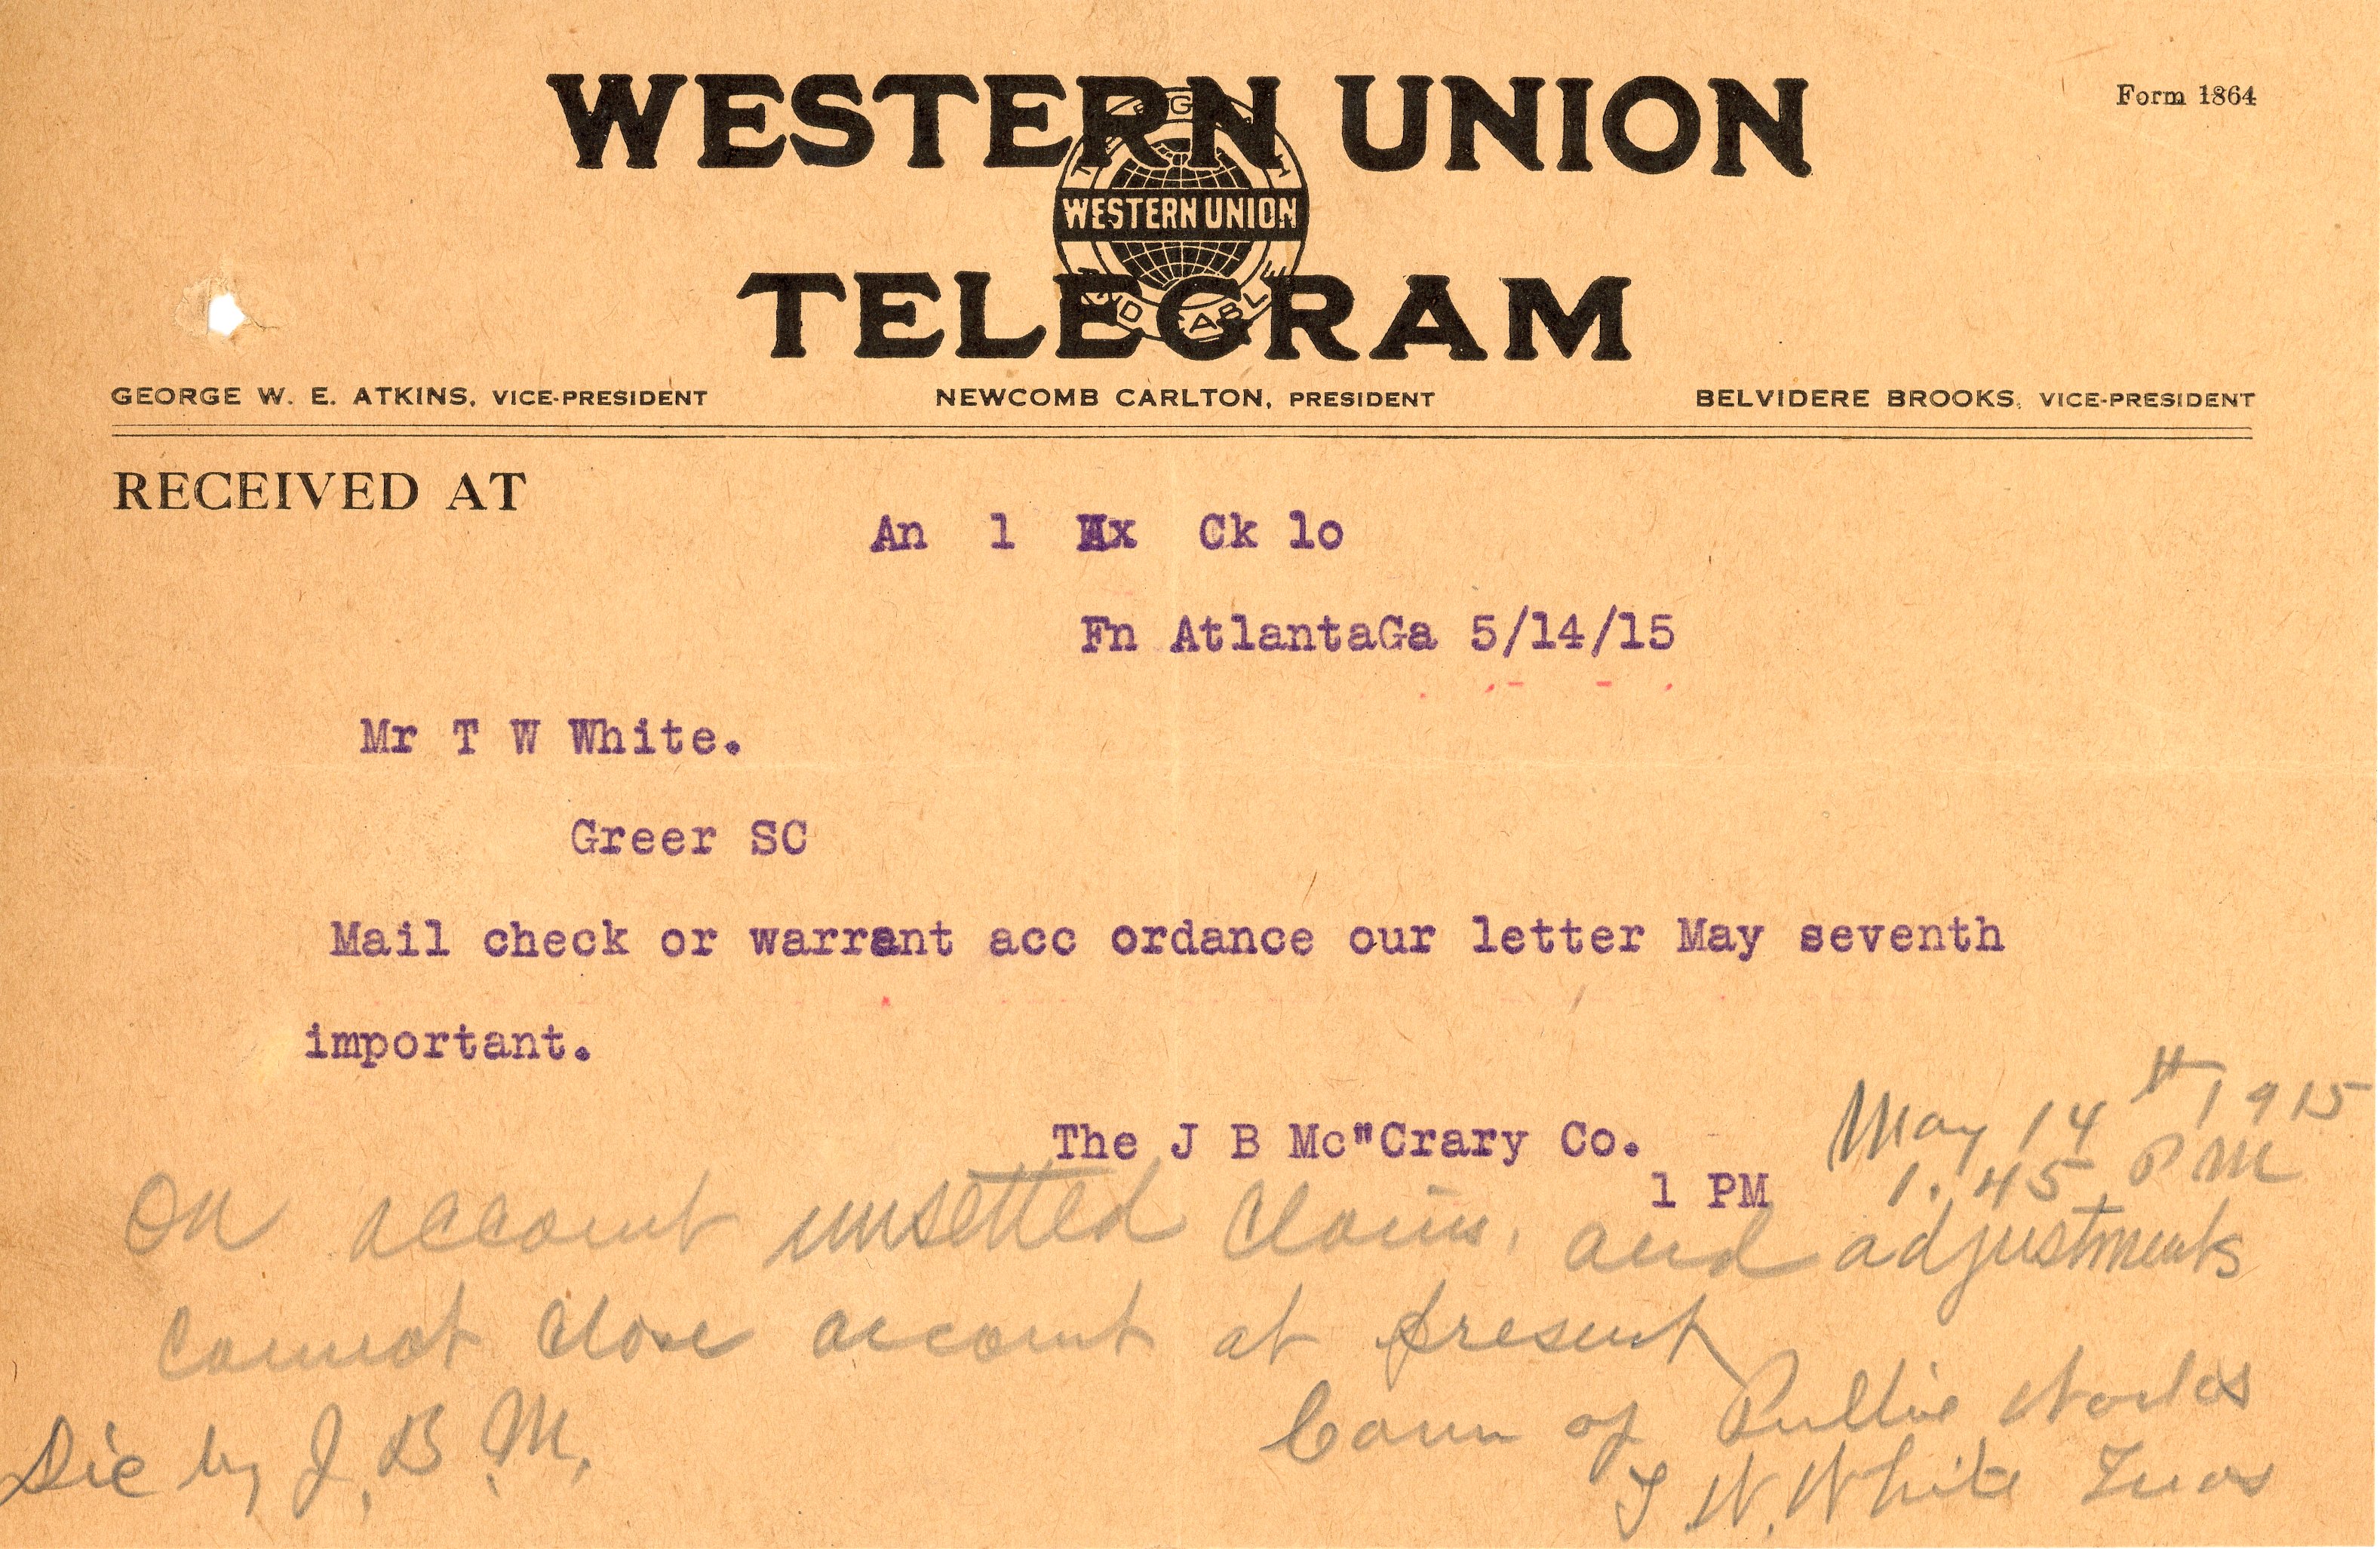 WESTERN UNION
Form 1864
WESTERN UNION
TELEGRAM
GEORGE W. E. ATKINS, VICE-PRESIDENT NEWCOMB CARLTON, PRESIDENT BELVIDERE BROOKS, VICE-PRESIDENT
RECEIVED AT
An 1 x Ck lo
Fn AtlantaGa 5/14/15
Mr T W White.
Greer SC
Mail check or warrant acc ordance our letter May seventh
important.
The J B Mc"Crary Co.
1 PM
May 14th 1915
1.45 PM
On account unsettled claims, and adjustments
cannot close account at present
Com of Public Works
T. W. White Treas
Dic by J. B. M.